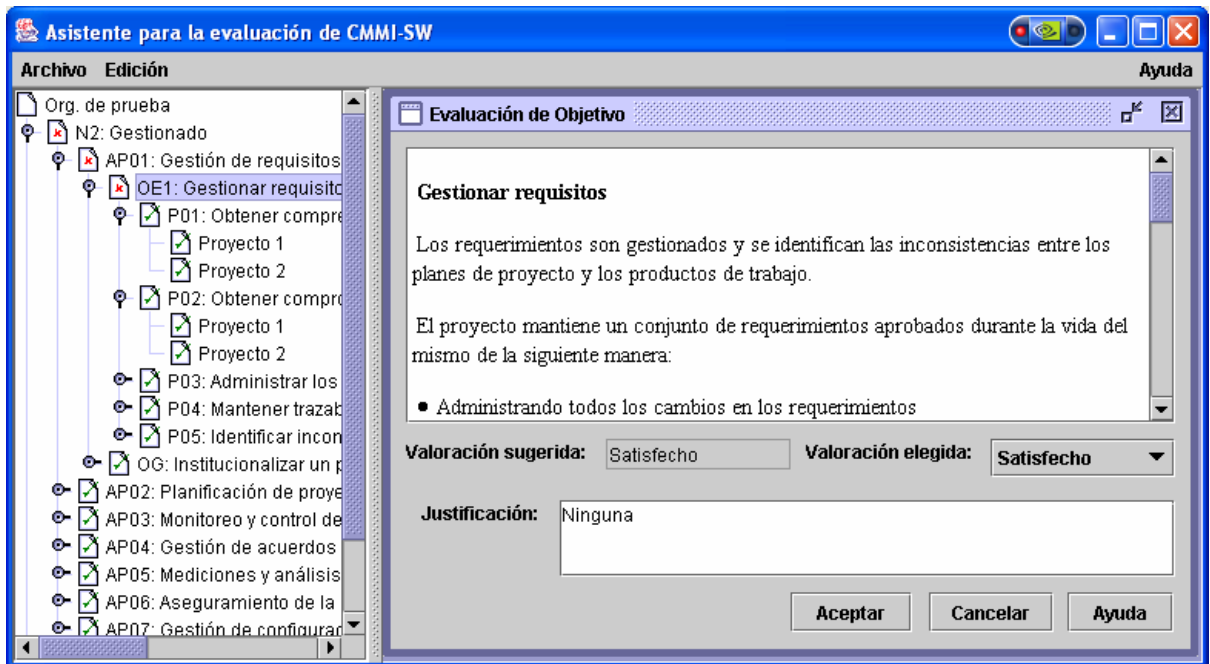 Asistente para la evaluación de CMMI-SW
Archivo Edición Ayuda
Org. de prueba
N2: Gestionado
AP01: Gestión de requisitos
OE1: Gestionar requisito
P01: Obtener compre
Proyecto 1
Proyecto 2
P02: Obtener compro
Proyecto 1
Proyecto 2
P03: Administrar los
P04: Mantener trazab
P05: Identificar incon
OG: Institucionalizar un p
AP02: Planificación de proye
AP03: Monitoreo y control de
AP04: Gestión de acuerdos
AP05: Mediciones y análisis
AP06: Aseguramiento de la
AP07: Gestión de configurac
Evaluación de Objetivo
Gestionar requisitos
Los requerimientos son gestionados y se identifican las inconsistencias entre los
planes de proyecto y los productos de trabajo.
El proyecto mantiene un conjunto de requerimientos aprobados durante la vida del
mismo de la siguiente manera:
● Administrando todos los cambios en los requerimientos
Valoración sugerida: Satisfecho Valoración elegida: Satisfecho
Justificación: Ninguna
Aceptar Cancelar Ayuda